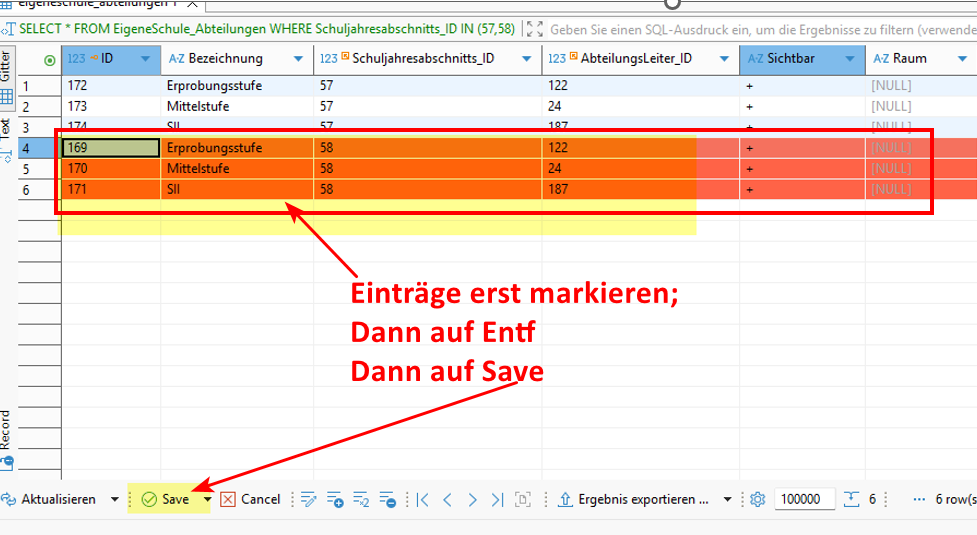 eigeneschule_abteilungen 1
SELECT * FROM EigeneSchule_Abteilungen WHERE Schuljahresabschnitts_ID IN (57,58) Geben Sie einen SQL-Ausdruck ein, um die Ergebnisse zu filtern (verwende
Gitter
Text
Record
123 ID A-Z Bezeichnung 123 Schuljahresabschnitts_ID 123 AbteilungsLeiter_ID A-Z Sichtbar A-Z Raum
1 172 Erprobungsstufe 57 122 + [NULL]
2 173 Mittelstufe 57 24 + [NULL]
3 174 SII 57 187 + [NULL]
4 169 Erprobungsstufe 58 122 + [NULL]
5 170 Mittelstufe 58 24 + [NULL]
6 171 SII 58 187 + [NULL]
Einträge erst markieren;
Dann auf Entf
Dann auf Save
Aktualisieren Save Cancel Ergebnis exportieren ... 100000 6 ... 6 row(s